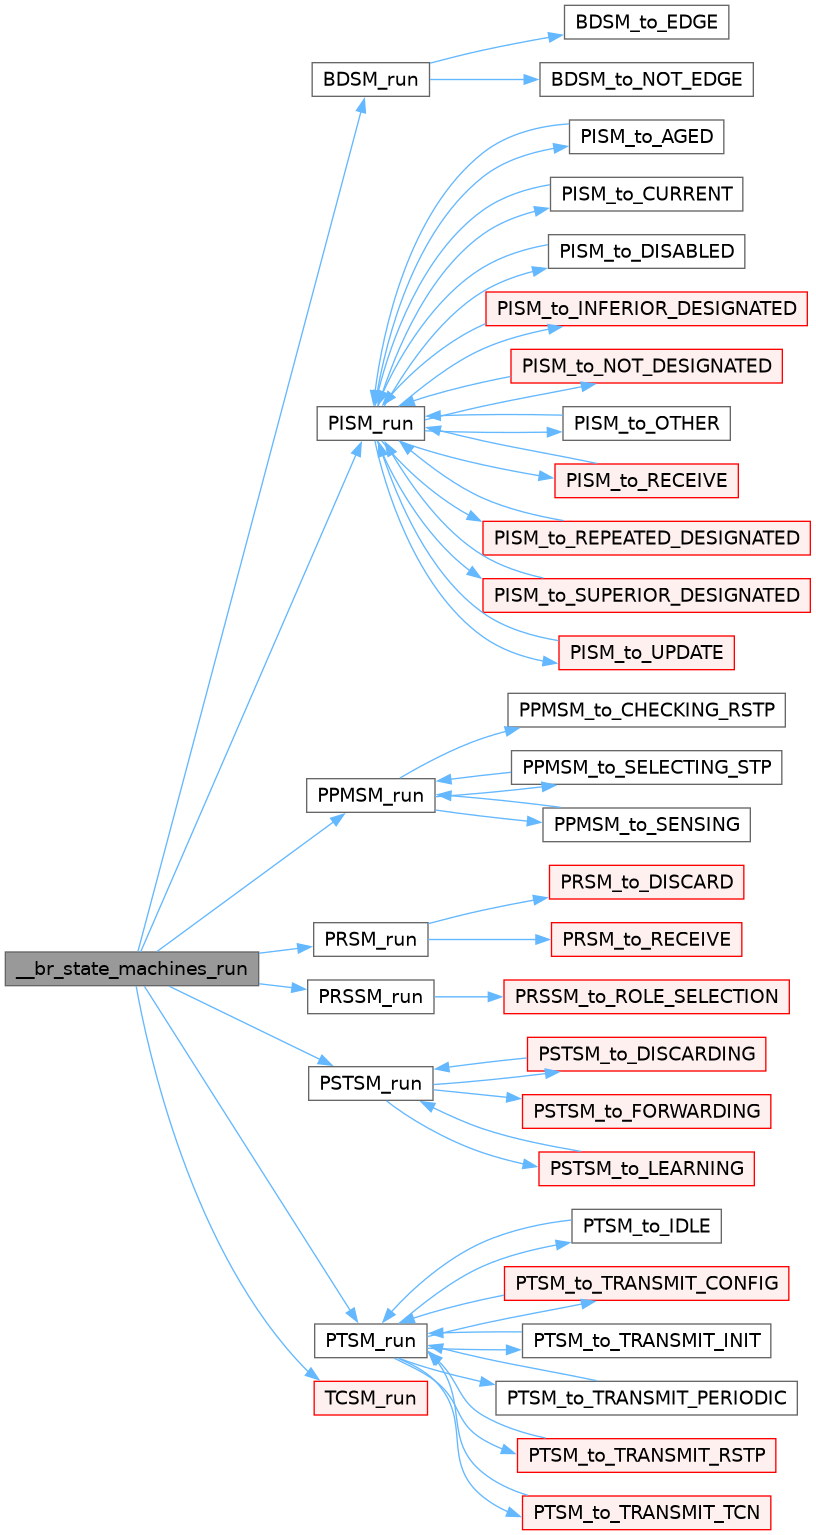 BDSM_to_EDGE
BDSM_run
BDSM_to_NOT_EDGE
PISM_to_AGED
PISM_to_CURRENT
PISM_to_DISABLED
PISM_to_INFERIOR_DESIGNATED
PISM_to_NOT_DESIGNATED
PISM_run
PISM_to_OTHER
PISM_to_RECEIVE
PISM_to_REPEATED_DESIGNATED
PISM_to_SUPERIOR_DESIGNATED
PISM_to_UPDATE
PPMSM_to_CHECKING_RSTP
PPMSM_to_SELECTING_STP
PPMSM_run
PPMSM_to_SENSING
PRSM_to_DISCARD
PRSM_run
PRSM_to_RECEIVE
__br_state_machines_run
PRSSM_run
PRSSM_to_ROLE_SELECTION
PSTSM_to_DISCARDING
PSTSM_run
PSTSM_to_FORWARDING
PSTSM_to_LEARNING
PTSM_to_IDLE
PTSM_to_TRANSMIT_CONFIG
PTSM_run
PTSM_to_TRANSMIT_INIT
TCSM_run
PTSM_to_TRANSMIT_PERIODIC
PTSM_to_TRANSMIT_RSTP
PTSM_to_TRANSMIT_TCN